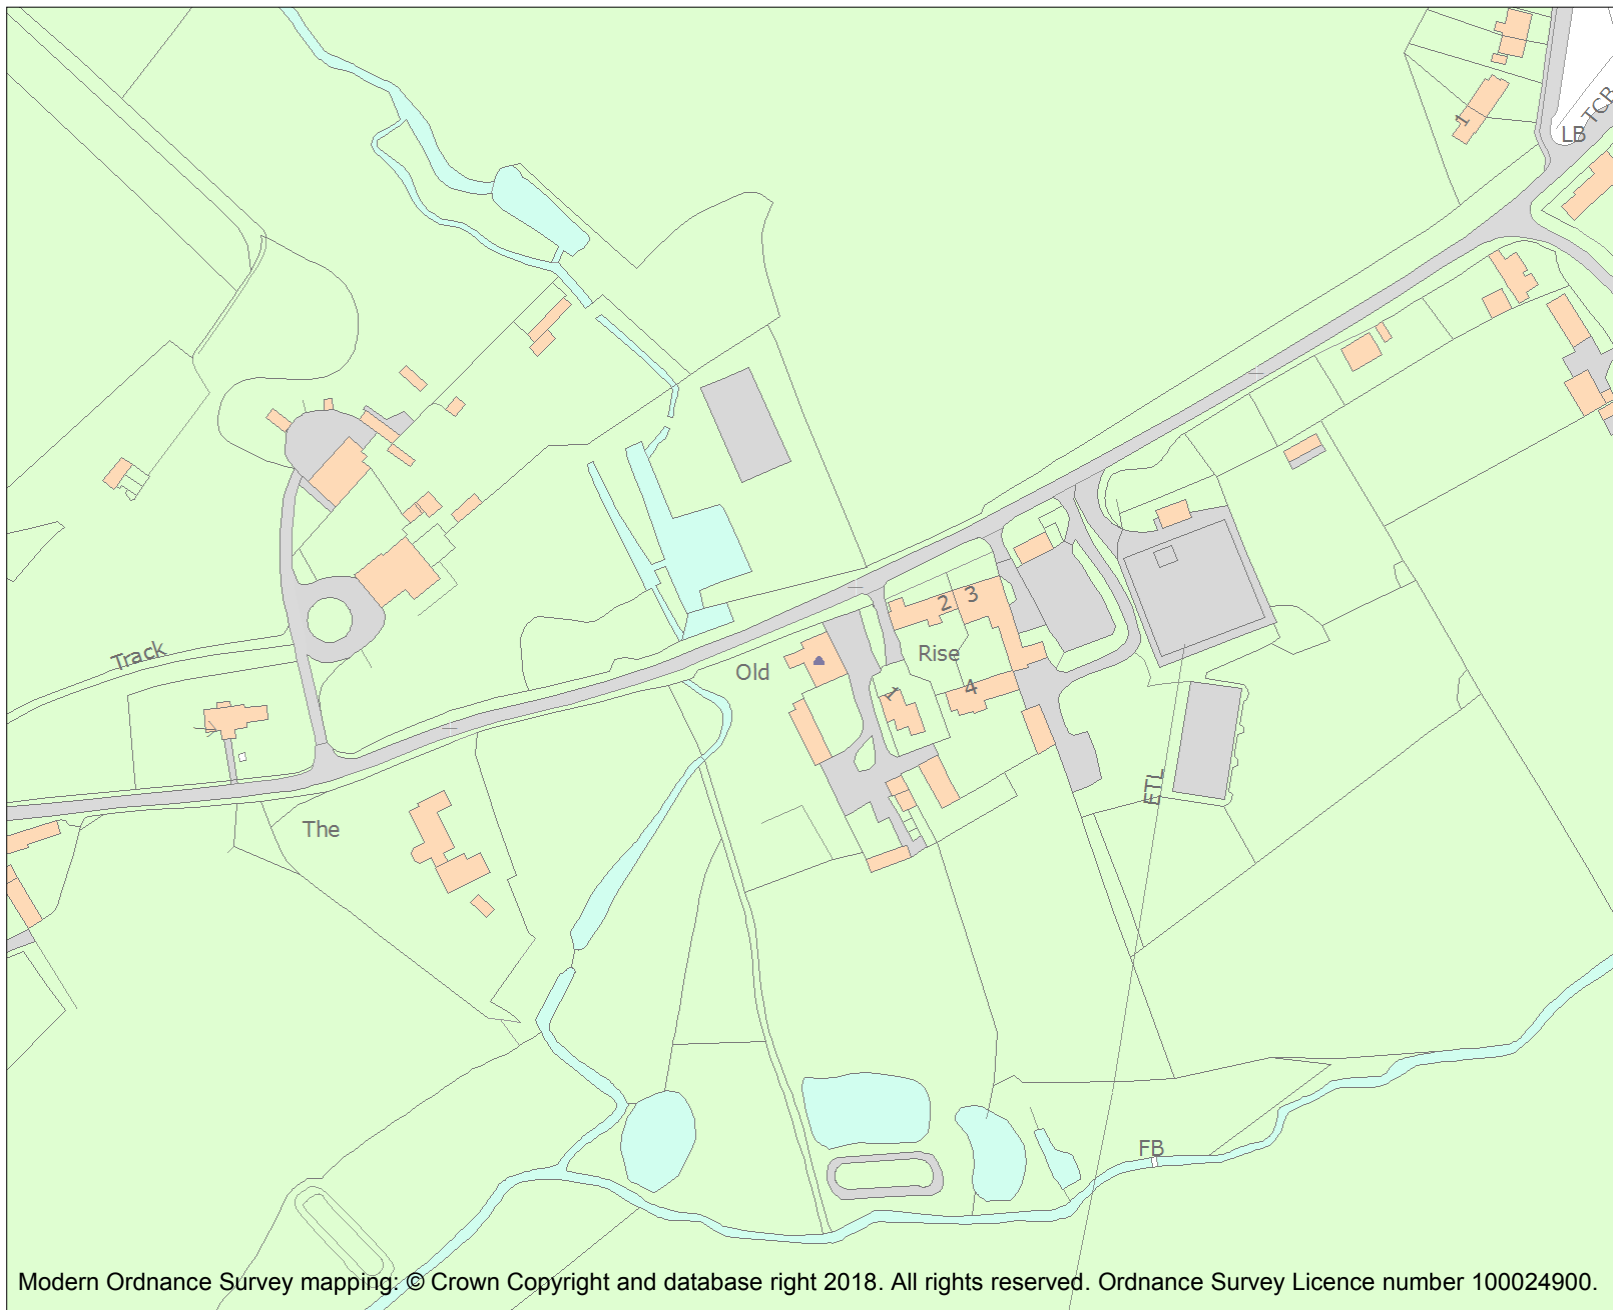 TCB
1
LB
2 3
Track
Rise
Old
4
1
ETL
The
FB
Modern Ordnance Survey mapping: © Crown Copyright and database right 2018. All rights reserved. Ordnance Survey Licence number 100024900.